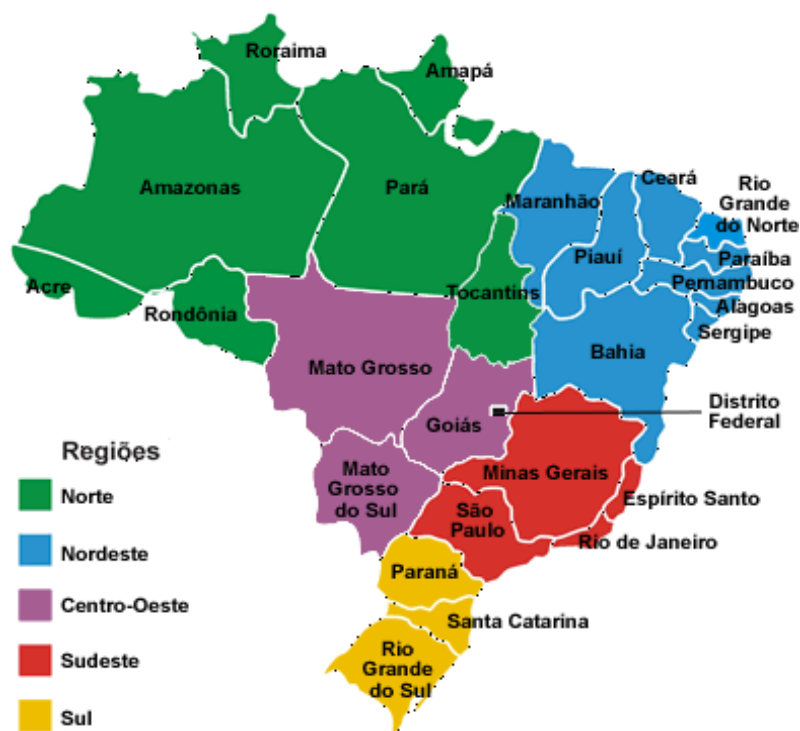 Roraima
Amapá
Amazonas
Pará
Maranhão
Ceará
Rio
Grande
do Norte
Piauí
Paraíba
Pernambuco
Alagoas
Sergipe
Acre
Rondônia
Tocantins
Bahia
Mato Grosso
Goiás
Distrito
Federal
Mato
Grosso
do Sul
Minas Gerais
Espírito Santo
São
Paulo
Rio de Janeiro
Paraná
Santa Catarina
Rio
Grande
do Sul
Regiões
Norte
Nordeste
Centro-Oeste
Sudeste
Sul